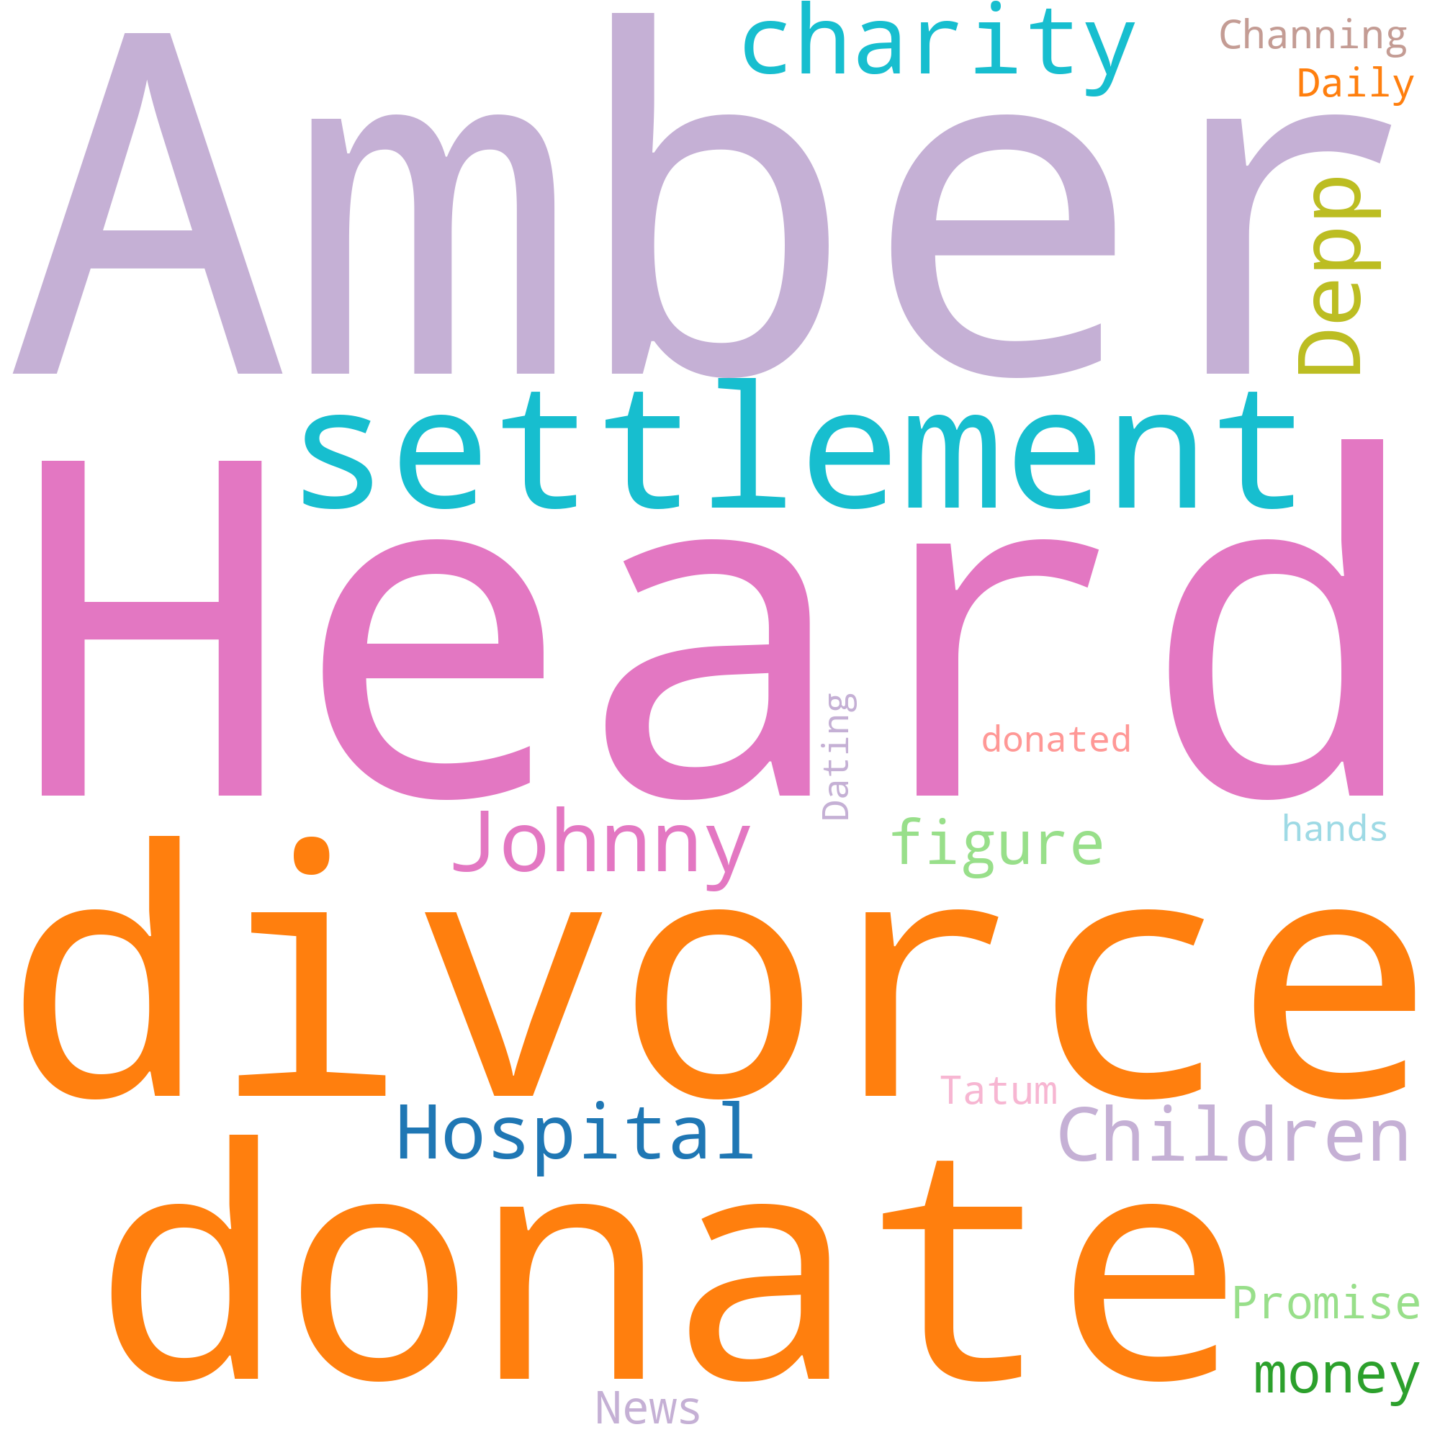 charity
Channing
Daily
Amber
Depp
settlement
Heard
Dating
donated
Johnny
figure
hands
divorce
Tatum
Hospital
Children
donate
Promise
money
News